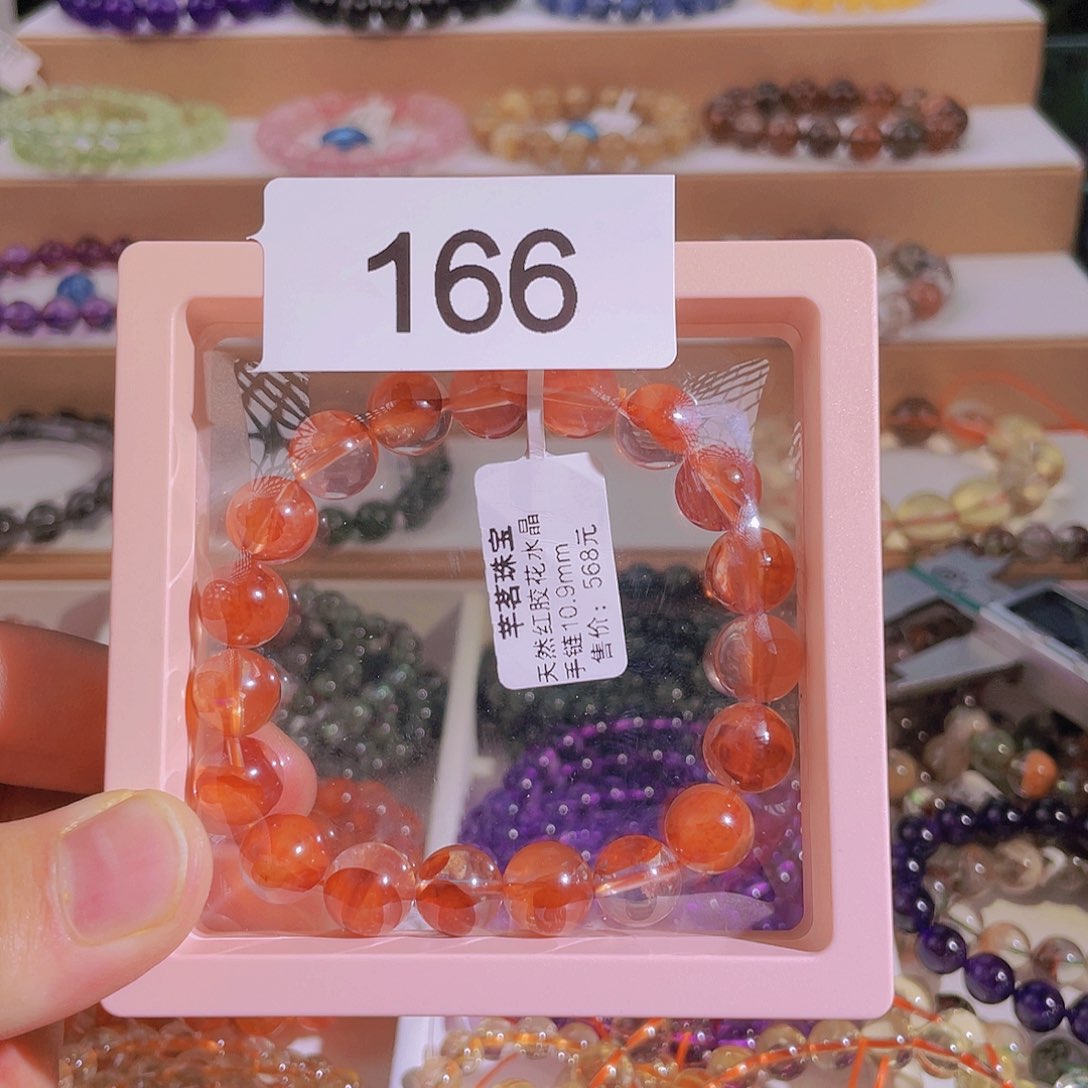 166
芊茗珠宝
天然红胶花水晶
手链10.9mm
售价：568元